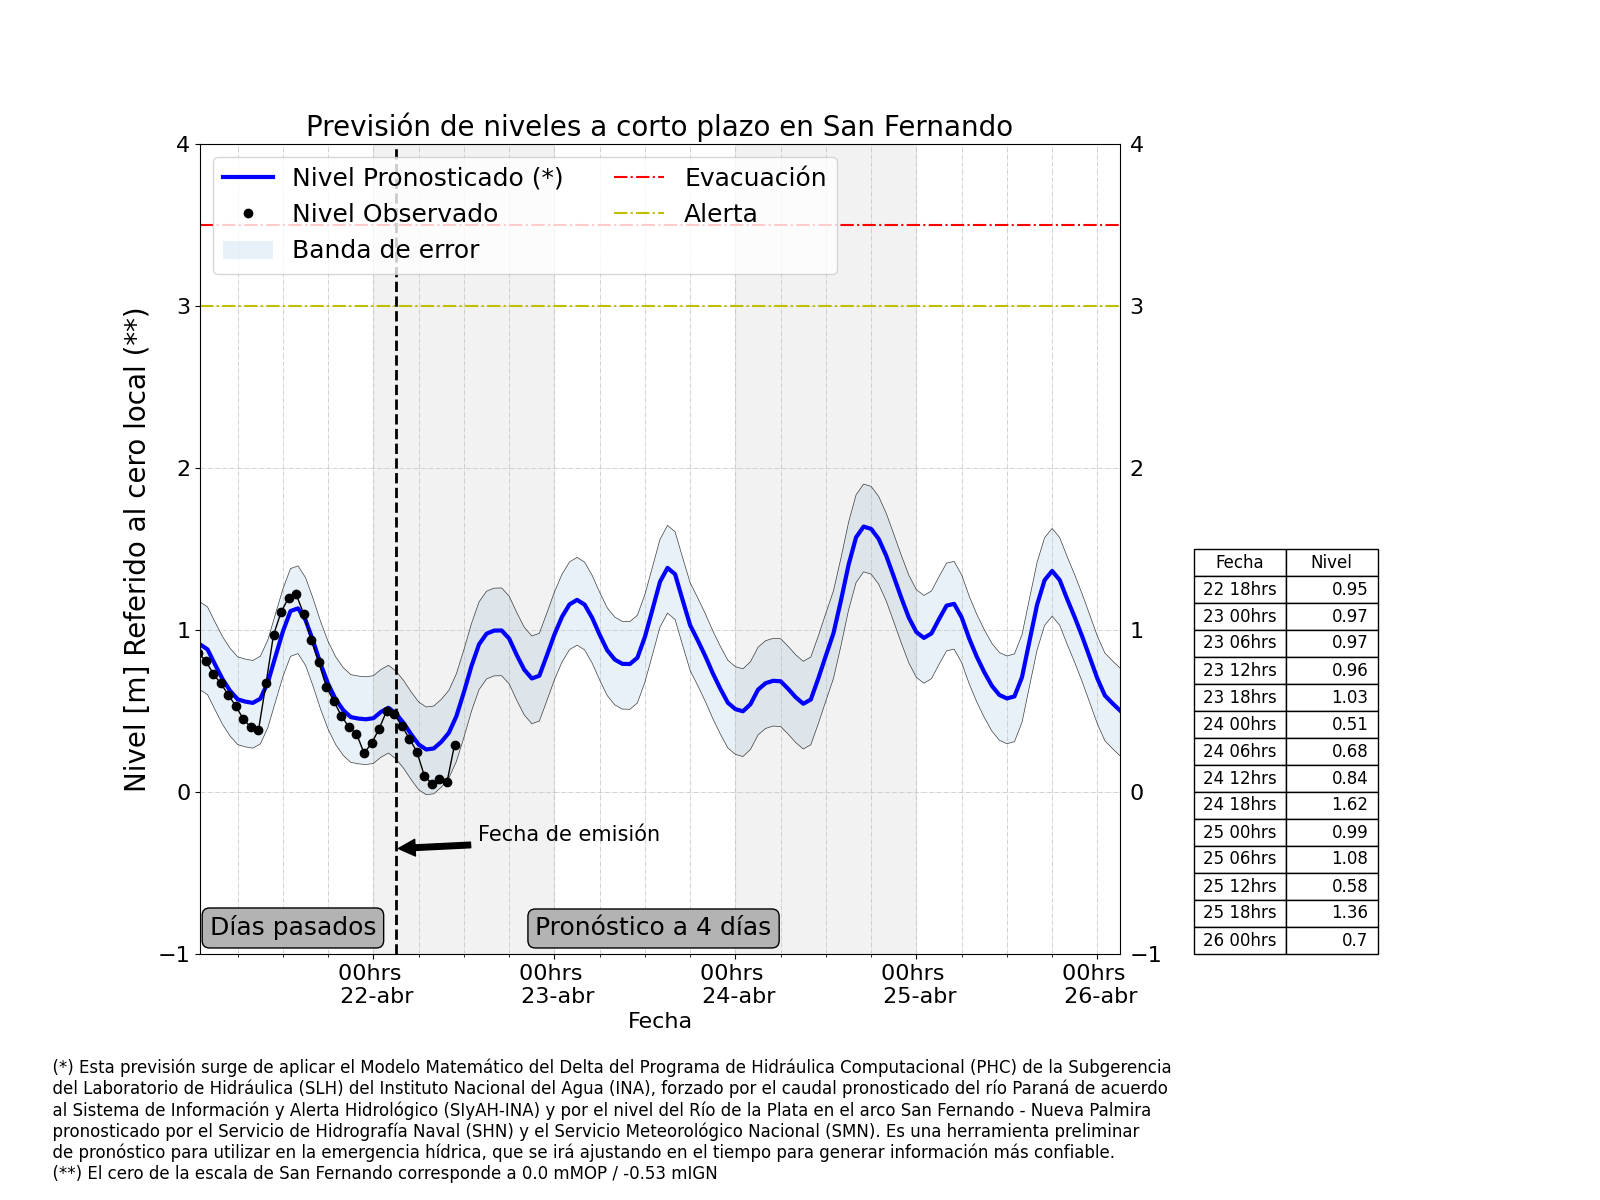 Previsión de niveles a corto plazo en San Fernando
Nivel Pronosticado (*)
Nivel Observado
Banda de error
Evacuación
Alerta
4
3
2
1
0
−1
4
3
2
1
0
−1
Nivel [m] Referido al cero local (**)
Fecha de emisión
Días pasados
Pronóstico a 4 días
00hrs
22-abr
00hrs
23-abr
00hrs
24-abr
00hrs
25-abr
00hrs
26-abr
Fecha
Fecha Nivel
22 18hrs 0.95
23 00hrs 0.97
23 06hrs 0.97
23 12hrs 0.96
23 18hrs 1.03
24 00hrs 0.51
24 06hrs 0.68
24 12hrs 0.84
24 18hrs 1.62
25 00hrs 0.99
25 06hrs 1.08
25 12hrs 0.58
25 18hrs 1.36
26 00hrs 0.7
(*) Esta previsión surge de aplicar el Modelo Matemático del Delta del Programa de Hidráulica Computacional (PHC) de la Subgerencia
del Laboratorio de Hidráulica (SLH) del Instituto Nacional del Agua (INA), forzado por el caudal pronosticado del río Paraná de acuerdo
al Sistema de Información y Alerta Hidrológico (SIyAH-INA) y por el nivel del Río de la Plata en el arco San Fernando - Nueva Palmira
pronosticado por el Servicio de Hidrografía Naval (SHN) y el Servicio Meteorológico Nacional (SMN). Es una herramienta preliminar
de pronóstico para utilizar en la emergencia hídrica, que se irá ajustando en el tiempo para generar información más confiable.
(**) El cero de la escala de San Fernando corresponde a 0.0 mMOP / -0.53 mIGN